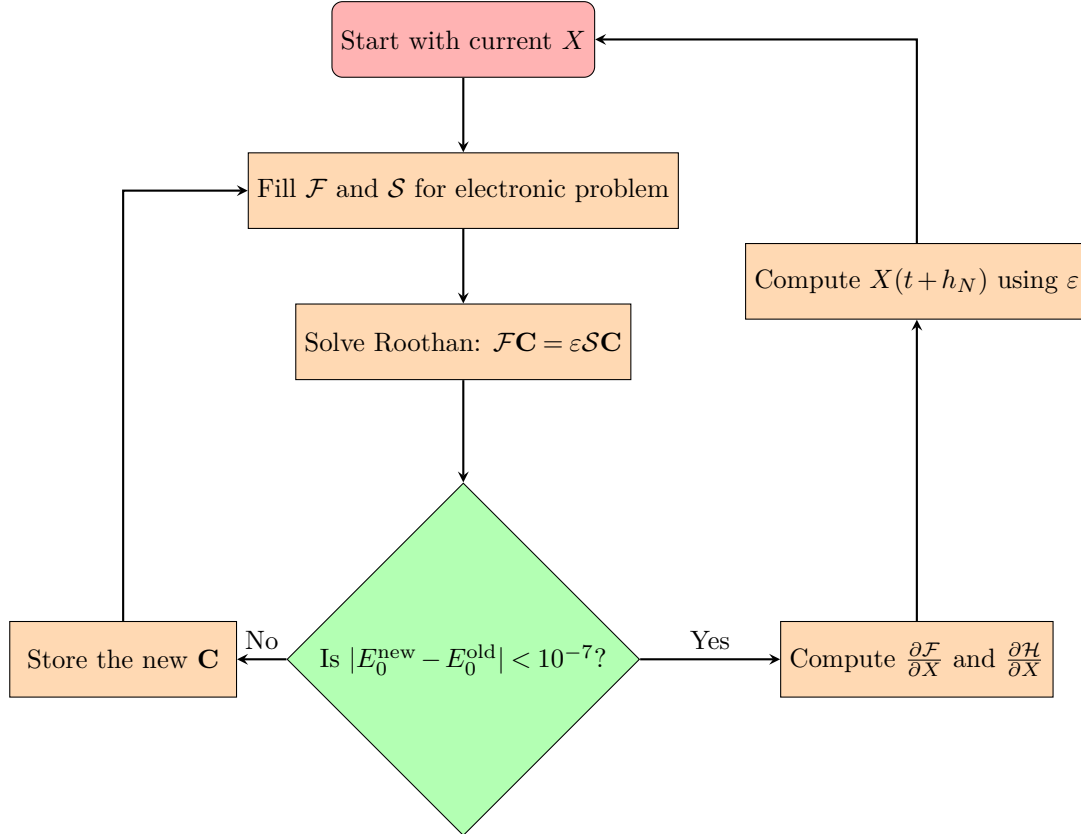 Start with current X
Fill ℱ and 𝒮 for electronic problem
Compute X(t + h_N) using ε
Solve Roothan: ℱ𝐂 = ε𝒮𝐂
No
Yes
Store the new 𝐂
Is |E_0^new − E_0^old| < 10^−7?
Compute ∂ℱ/∂X and ∂ℋ/∂X